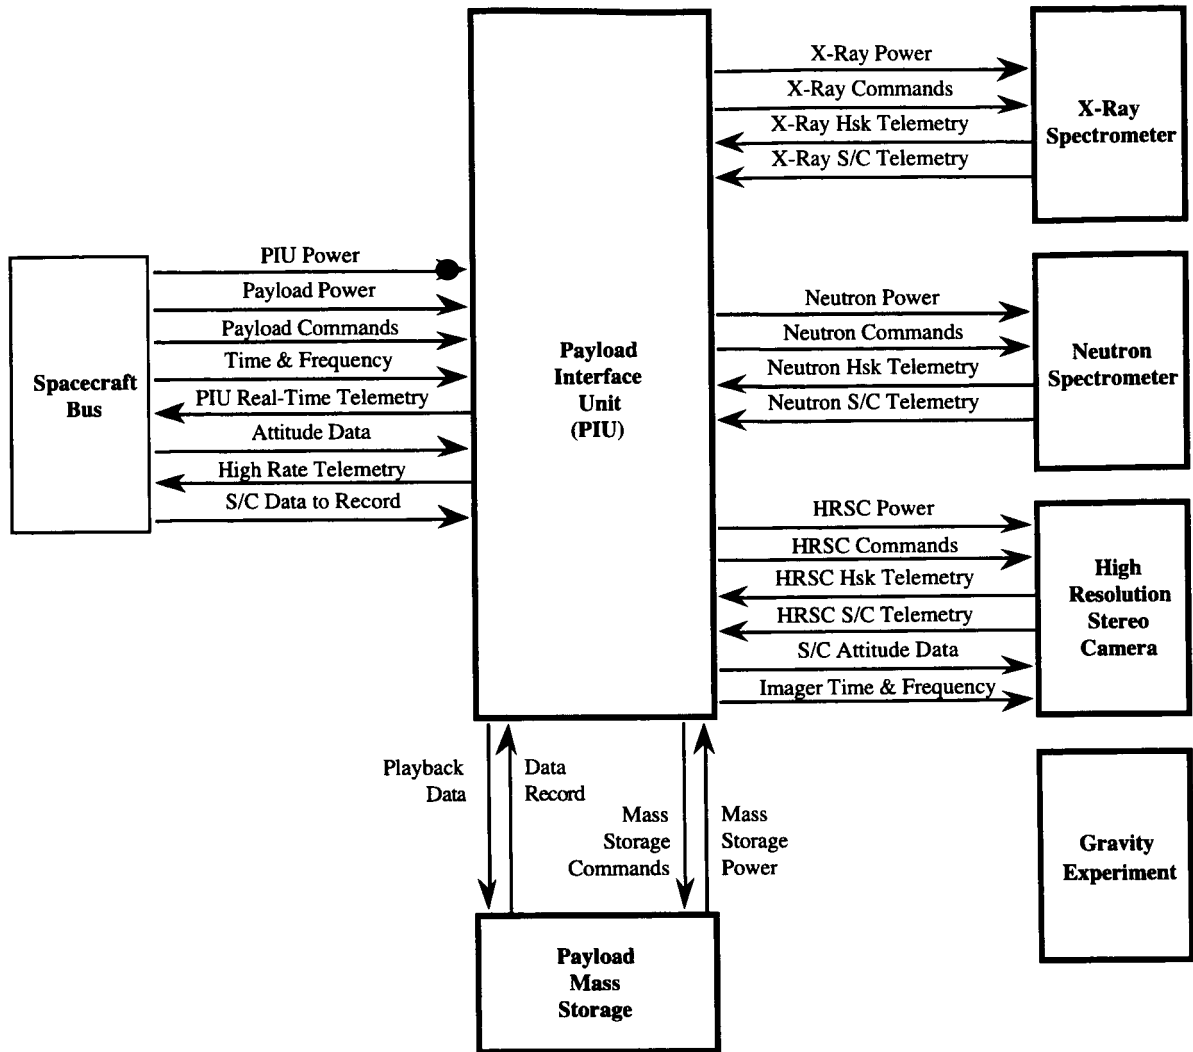 Spacecraft
Bus
PIU Power
Payload Power
Payload Commands
Time & Frequency
PIU Real-Time Telemetry
Attitude Data
High Rate Telemetry
S/C Data to Record
Payload
Interface
Unit
(PIU)
X-Ray Power
X-Ray Commands
X-Ray Hsk Telemetry
X-Ray S/C Telemetry
X-Ray
Spectrometer
Neutron Power
Neutron Commands
Neutron Hsk Telemetry
Neutron S/C Telemetry
Neutron
Spectrometer
HRSC Power
HRSC Commands
HRSC Hsk Telemetry
HRSC S/C Telemetry
S/C Attitude Data
Imager Time & Frequency
High
Resolution
Stereo
Camera
Playback
Data
Data
Record
Mass
Storage
Commands
Mass
Storage
Power
Gravity
Experiment
Payload
Mass
Storage